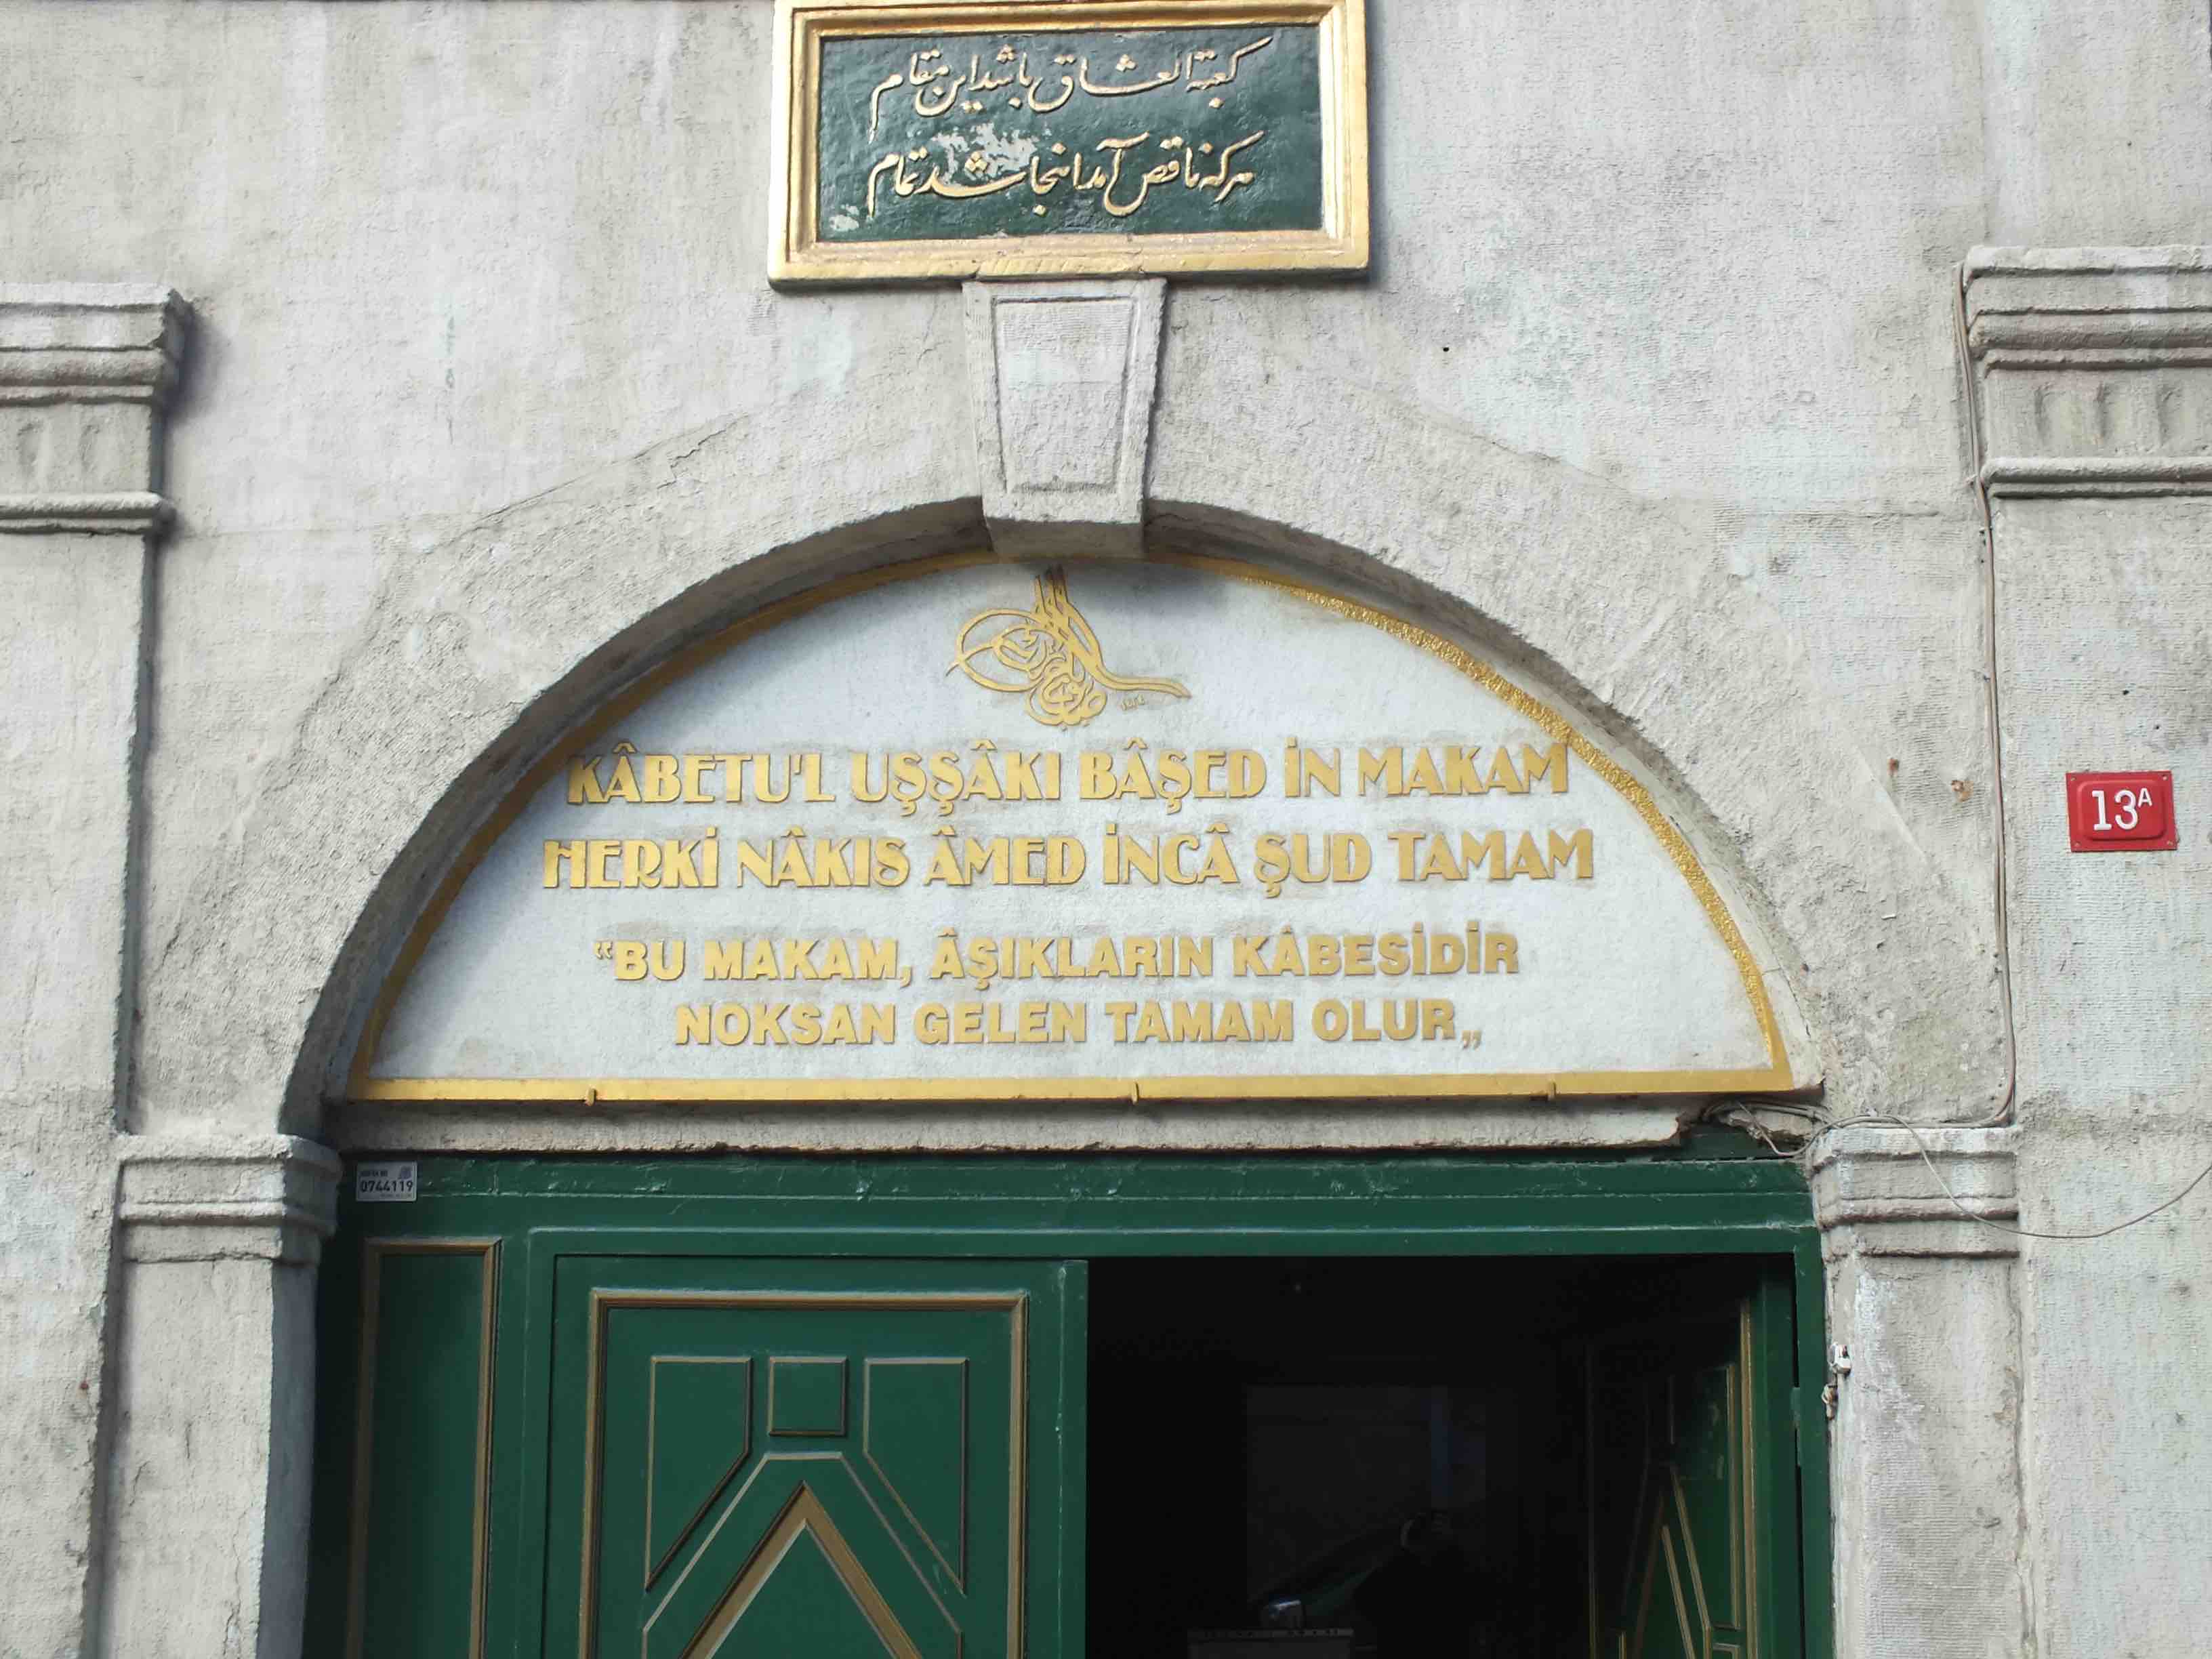 كعبة العشاق باشد این مقام
هركه ناقص آمد اینجا شد تمام
KÂBETU'L UŞŞÂKI BÂŞED İN MAKAM
HERKİ NÂKIS ÂMED İNCÂ ŞUD TAMAM
“BU MAKAM, ÂŞIKLARIN KÂBESİDİR
NOKSAN GELEN TAMAM OLUR„
13A
0744119